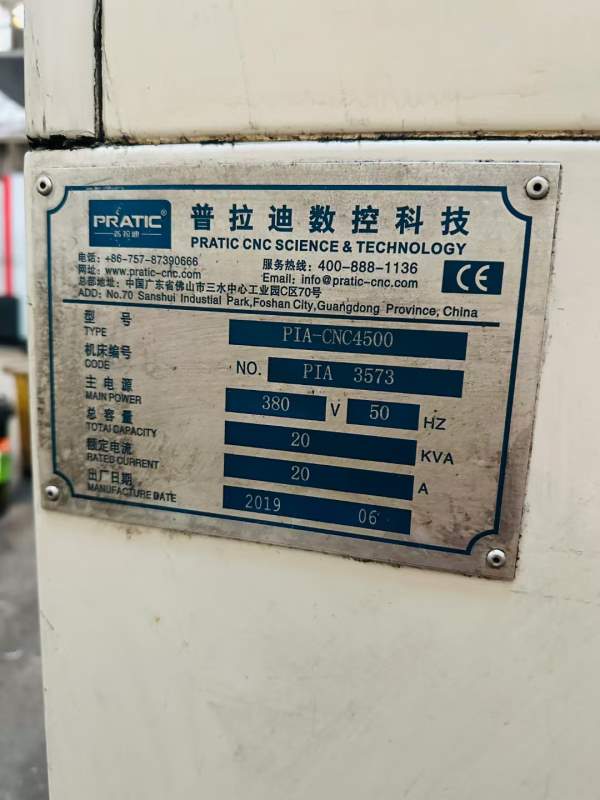 PRATIC®
普拉迪
普拉迪数控科技
PRATIC CNC SCIENCE & TECHNOLOGY
电话: +86-757-87390666 服务热线: 400-888-1136
网址: www.pratic-cnc.com Email: info@pratic-cnc.com
总部地址: 中国广东省佛山市三水中心工业园C区70号
ADD: No.70 Sanshui Industial Park,Foshan City,Guangdong Province, China
CE
型号 PIA-CNC4500
TYPE
机床编号 NO. PIA 3573
CODE
主电源 380 V 50 HZ
MAIN POWER
总容量 20 KVA
TOTAI CAPACITY
额定电流 20 A
RATED CURRENT
出厂日期 2019 06
MANUFACTURE DATE